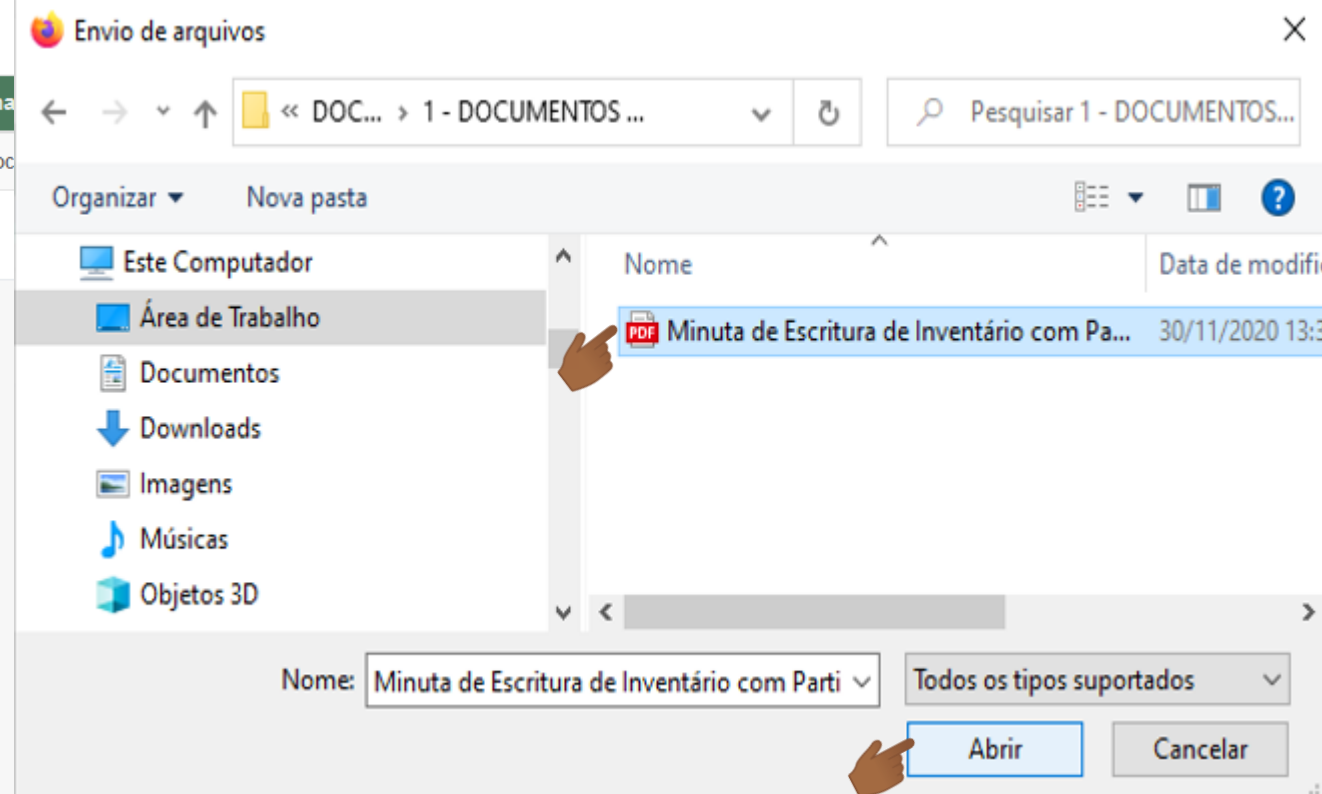 Envio de arquivos
« DOC... › 1 - DOCUMENTOS ...
Pesquisar 1 - DOCUMENTOS...
Organizar
Nova pasta
?
Este Computador
Área de Trabalho
Documentos
Downloads
Imagens
Músicas
Objetos 3D
Nome
Data de modifi
PDF
Minuta de Escritura de Inventário com Pa...
30/11/2020 13:3
Nome:
Minuta de Escritura de Inventário com Parti
Todos os tipos suportados
Abrir
Cancelar